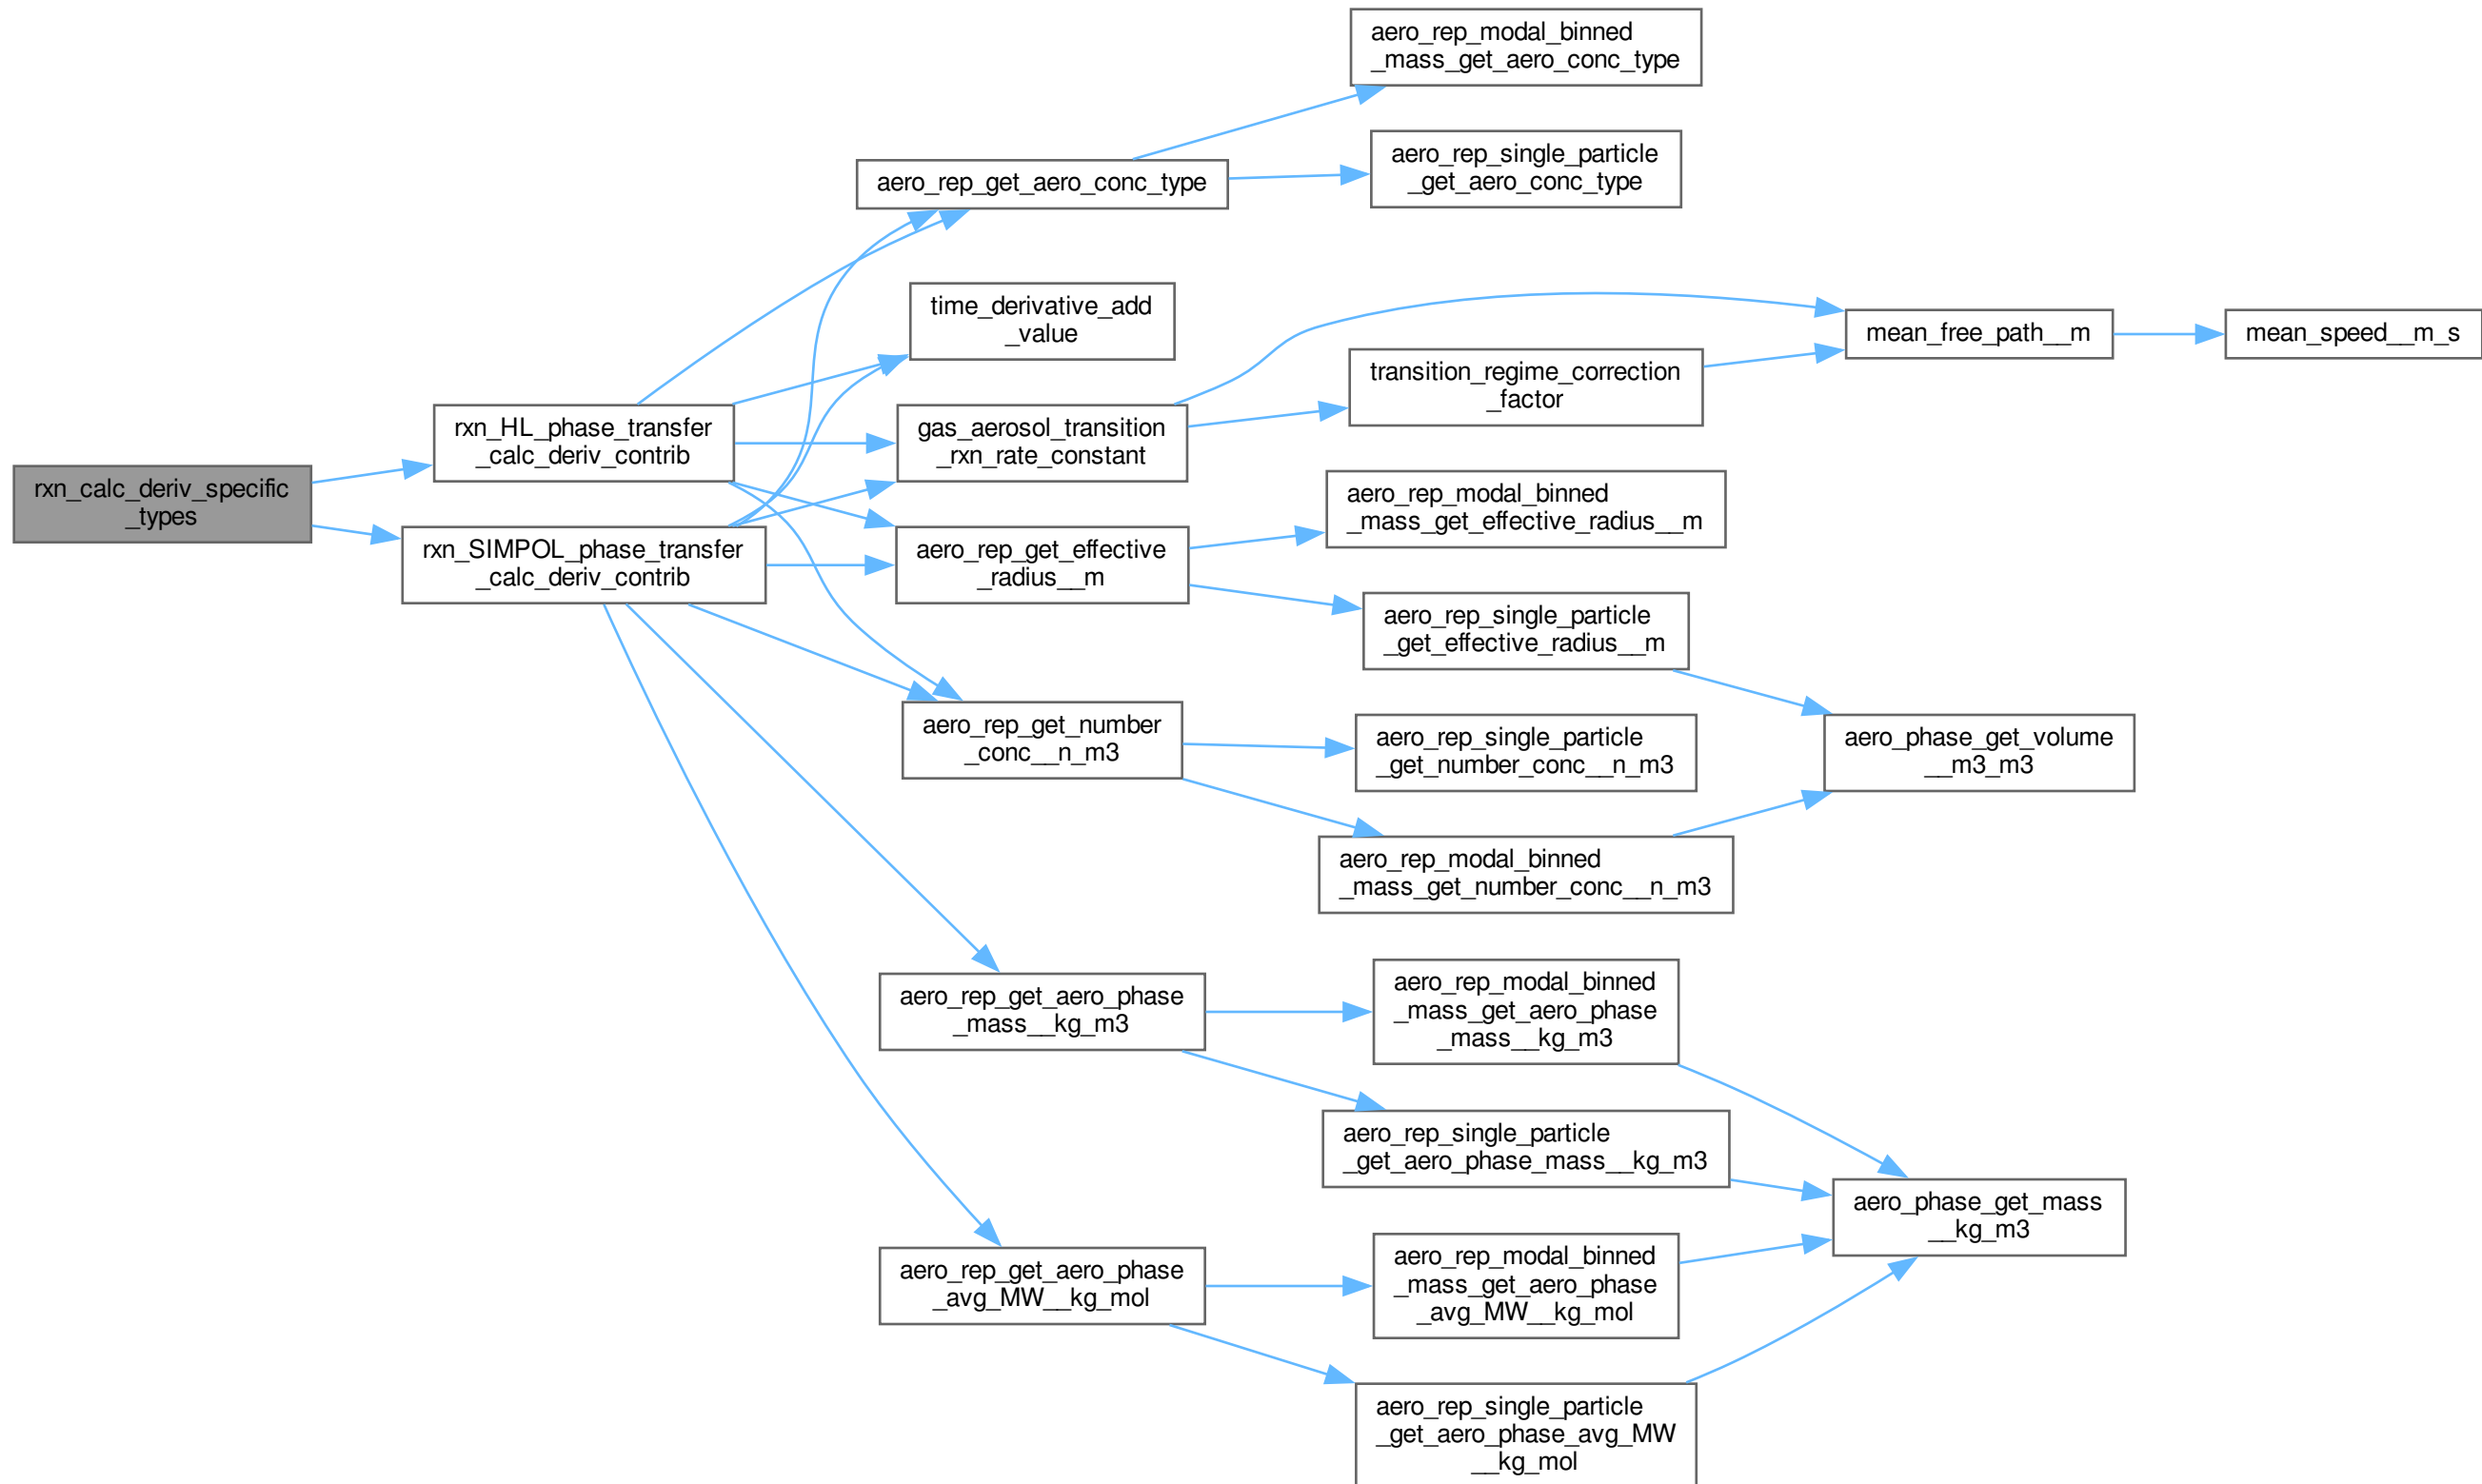 rxn_calc_deriv_specific
_types
rxn_HL_phase_transfer
_calc_deriv_contrib
rxn_SIMPOL_phase_transfer
_calc_deriv_contrib
aero_rep_get_aero_conc_type
time_derivative_add
_value
gas_aerosol_transition
_rxn_rate_constant
aero_rep_get_effective
_radius__m
aero_rep_get_number
_conc__n_m3
aero_rep_get_aero_phase
_mass__kg_m3
aero_rep_get_aero_phase
_avg_MW__kg_mol
aero_rep_modal_binned
_mass_get_aero_conc_type
aero_rep_single_particle
_get_aero_conc_type
transition_regime_correction
_factor
aero_rep_modal_binned
_mass_get_effective_radius__m
aero_rep_single_particle
_get_effective_radius__m
aero_rep_single_particle
_get_number_conc__n_m3
aero_rep_modal_binned
_mass_get_number_conc__n_m3
aero_rep_modal_binned
_mass_get_aero_phase
_mass__kg_m3
aero_rep_single_particle
_get_aero_phase_mass__kg_m3
aero_rep_modal_binned
_mass_get_aero_phase
_avg_MW__kg_mol
aero_rep_single_particle
_get_aero_phase_avg_MW
__kg_mol
mean_free_path__m
aero_phase_get_volume
__m3_m3
aero_phase_get_mass
__kg_m3
mean_speed__m_s